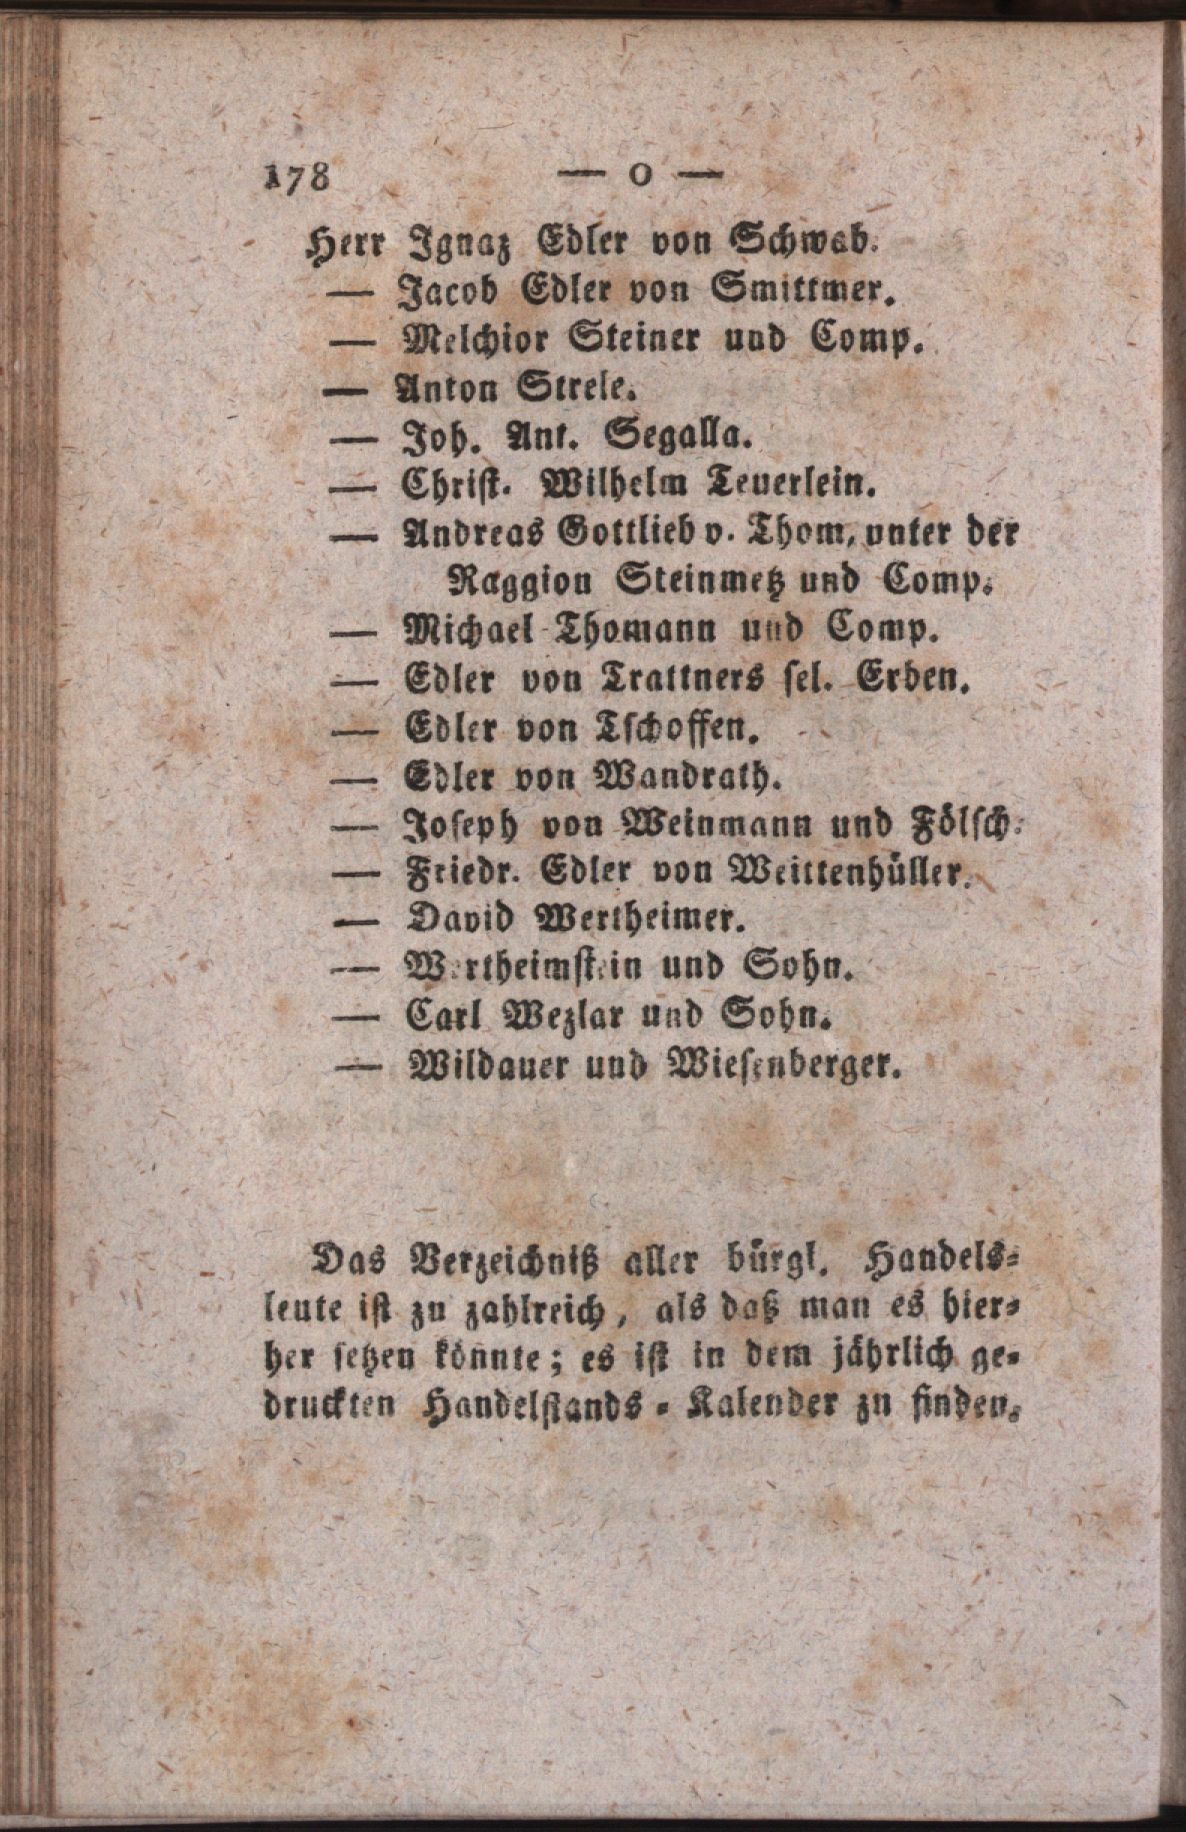 178 — o —
Herr Ignaz Edler von Schwab.
— Jacob Edler von Smittmer.
— Melchior Steiner und Comp.
— Anton Strele.
— Joh. Ant. Segalla.
— Christ. Wilhelm Teuerlein.
— Andreas Gottlieb v. Thom, unter der
Raggion Steinmetz und Comp.
— Michael Thomann und Comp.
— Edler von Trattners sel. Erben.
— Edler von Tschoffen.
— Edler von Wandrath.
— Joseph von Weinmann und Fölsch.
— Friedr. Edler von Weittenhüller.
— David Wertheimer.
— Wertheimstein und Sohn.
— Carl Wezlar und Sohn.
— Wildauer und Wiesenberger.
Das Verzeichniß aller bürgl. Handels-
leute ist zu zahlreich, als daß man es hier-
her setzen könnte; es ist in dem jährlich ge-
druckten Handelstands-Kalender zu finden.